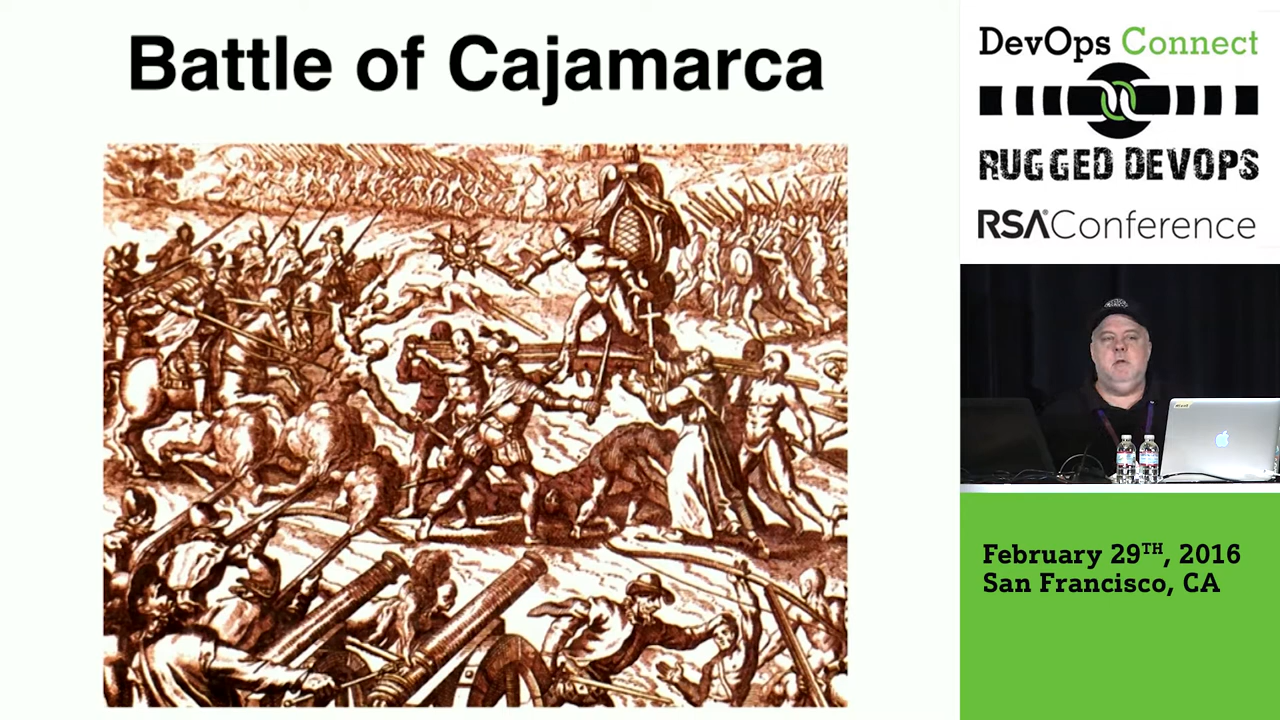 Battle of Cajamarca
DevOps Connect
RUGGED DEVOPS
RSAConference
February 29TH, 2016
San Francisco, CA